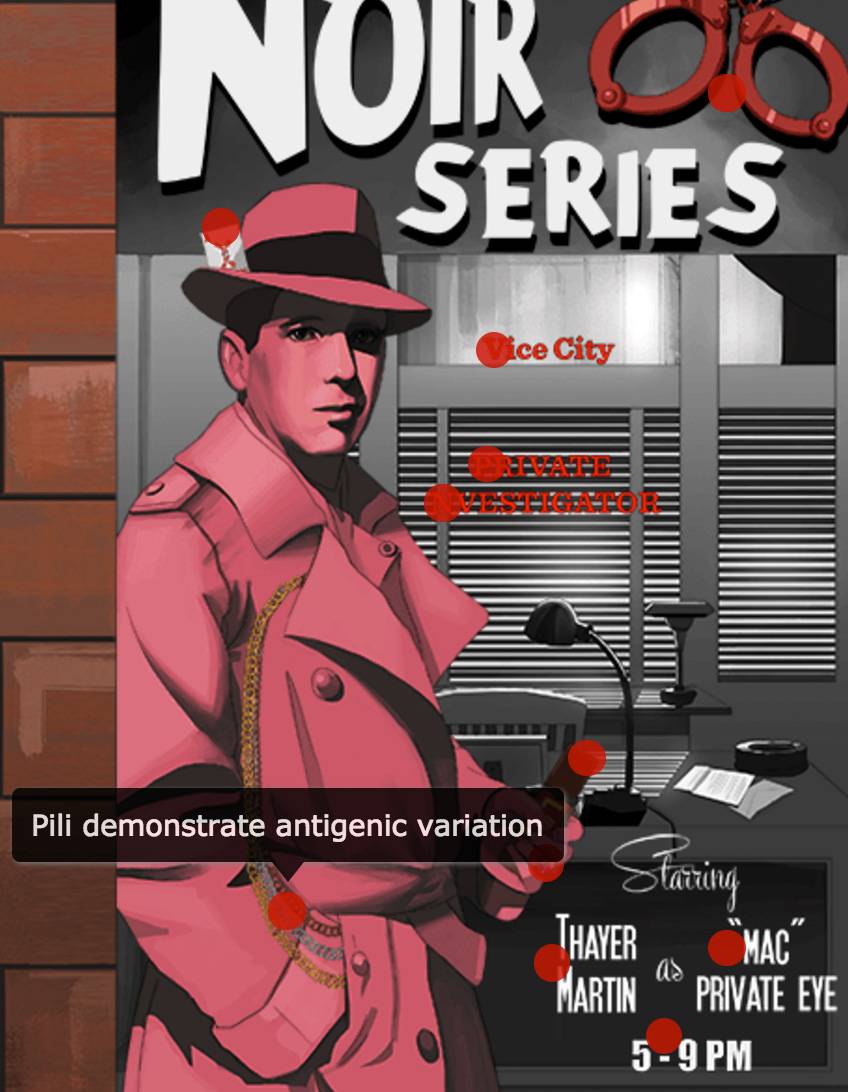 NOIR
SERIES
Vice City
PRIVATE
INVESTIGATOR
Pili demonstrate antigenic variation
Starring
THAYER
MARTIN
as
"MAC"
PRIVATE EYE
5 - 9 PM